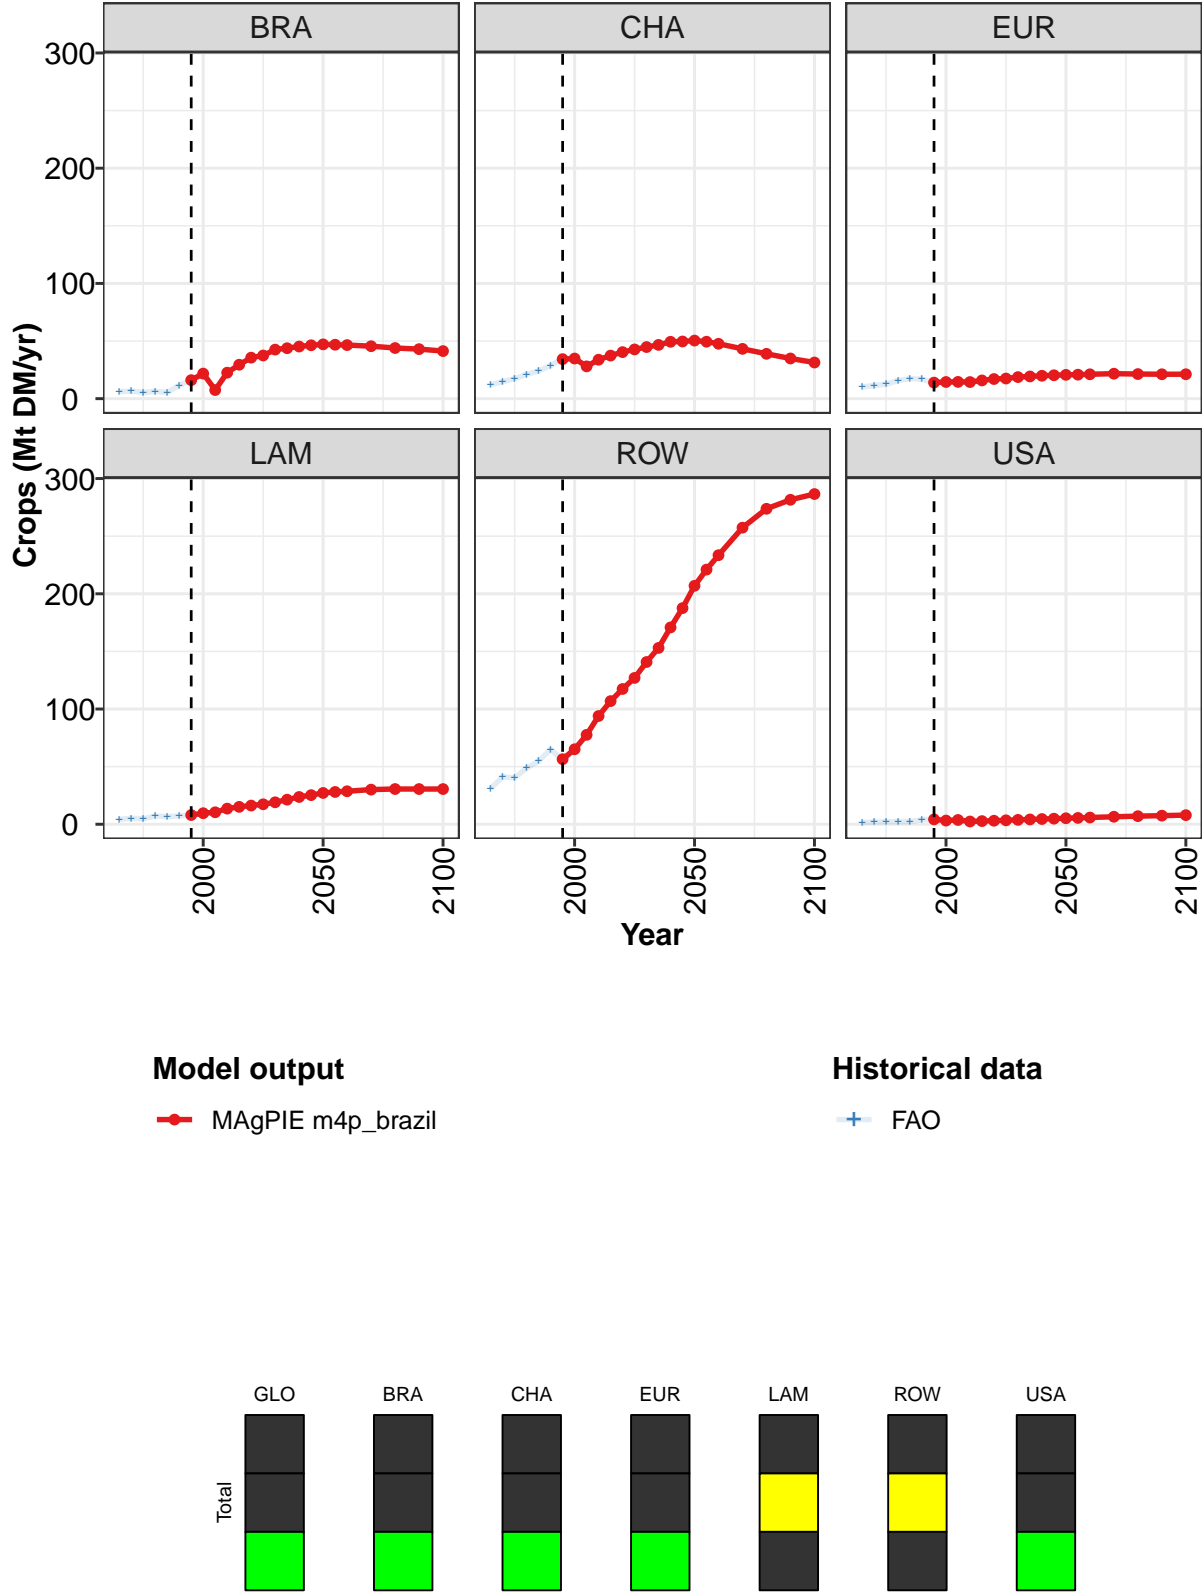 BRA CHA EUR
300
200
100
0
Crops (Mt DM/yr)
LAM ROW USA
300
200
100
0
2000 2050 2100 2000 2050 2100 2000 2050 2100
Year
Model output Historical data
MAgPIE m4p_brazil FAO
GLO BRA CHA EUR LAM ROW USA
Total